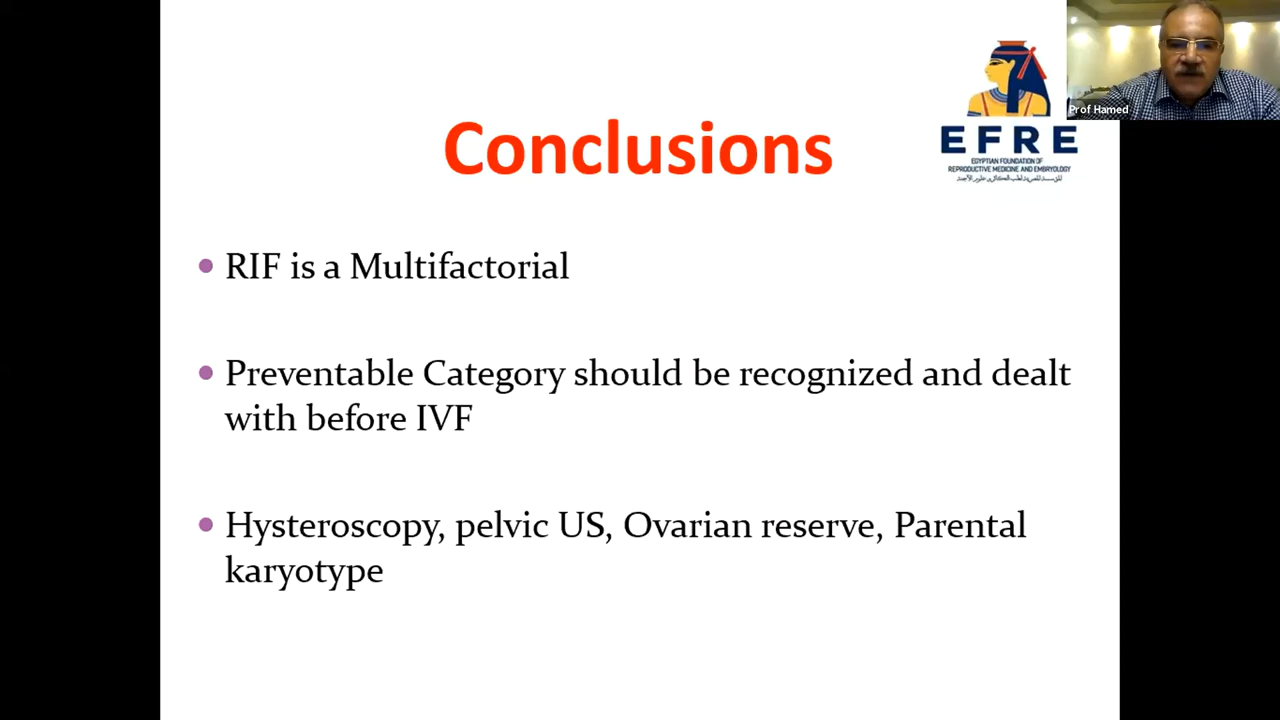 Prof Hamed
Conclusions
EFRE
EGYPTIAN FOUNDATION OF
REPRODUCTIVE MEDICINE AND EMBRYOLOGY
• RIF is a Multifactorial
• Preventable Category should be recognized and dealt
with before IVF
• Hysteroscopy, pelvic US, Ovarian reserve, Parental
karyotype